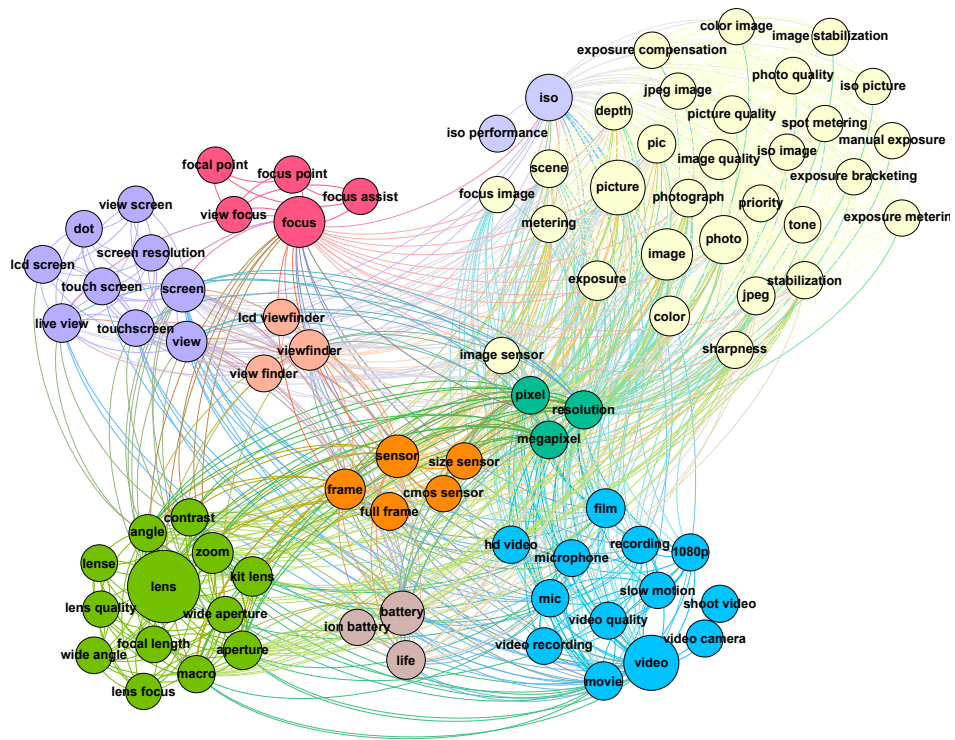 color image
image stabilization
exposure compensation
photo quality
iso picture
jpeg image
iso
depth
picture quality
spot metering
iso performance
manual exposure
pic
iso image
image quality
focal point
focus point
scene
exposure bracketing
focus assist
focus image
picture
photograph
priority
view screen
view focus
focus
metering
exposure metering
tone
dot
photo
screen resolution
image
lcd screen
touch screen
screen
exposure
stabilization
jpeg
live view
touchscreen
view
lcd viewfinder
color
viewfinder
image sensor
sharpness
view finder
pixel
resolution
megapixel
sensor
size sensor
frame
cmos sensor
full frame
film
contrast
angle
zoom
hd video
microphone
recording
1080p
lense
lens
kit lens
slow motion
lens quality
wide aperture
battery
mic
shoot video
ion battery
video quality
video recording
video camera
focal length
aperture
wide angle
life
video
macro
movie
lens focus